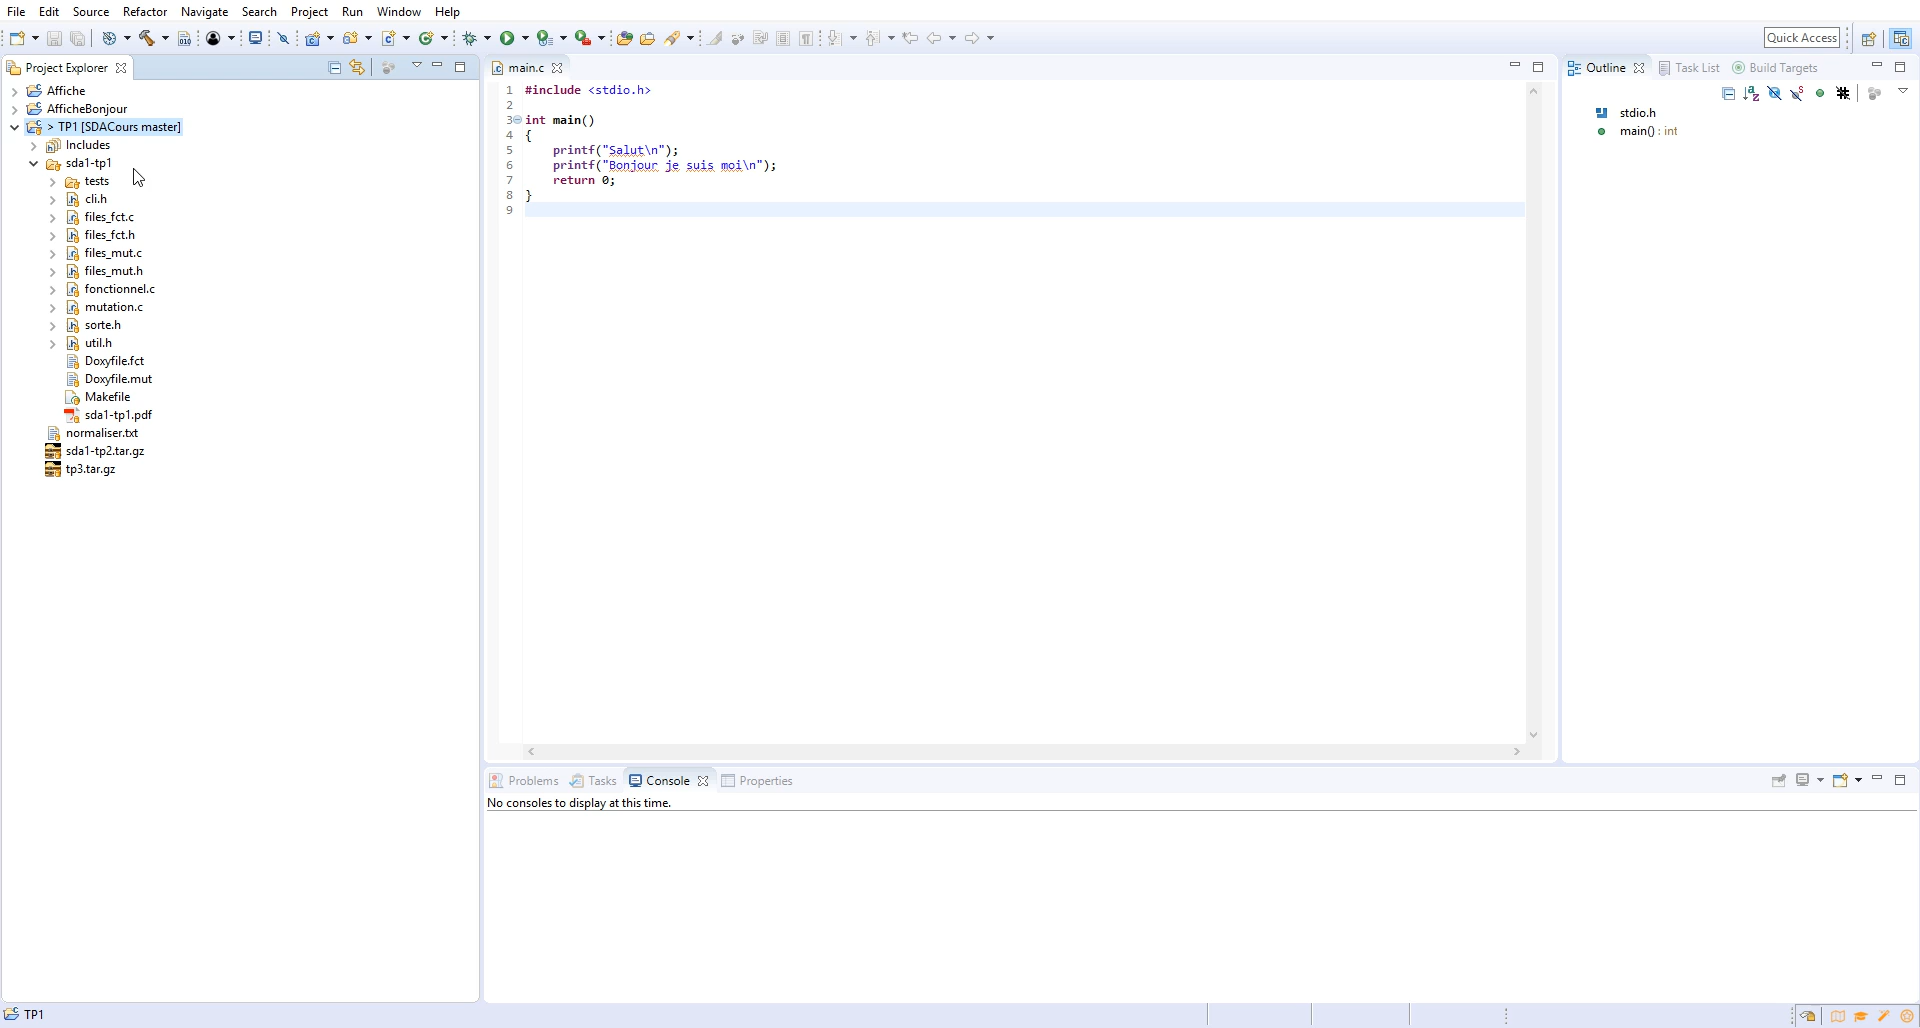 File Edit Source Refactor Navigate Search Project Run Window Help
Quick Access
Project Explorer
Affiche
AfficheBonjour
> TP1 [SDACours master]
Includes
sda1-tp1
tests
cli.h
files_fct.c
files_fct.h
files_mut.c
files_mut.h
fonctionnel.c
mutation.c
sorte.h
util.h
Doxyfile.fct
Doxyfile.mut
Makefile
sda1-tp1.pdf
normaliser.txt
sda1-tp2.tar.gz
tp3.tar.gz
main.c
1 #include <stdio.h>
2
3 int main()
4 {
5 printf("Salut\n");
6 printf("Bonjour je suis moi\n");
7 return 0;
8 }
9
Outline Task List Build Targets
stdio.h
main() : int
Problems Tasks Console Properties
No consoles to display at this time.
TP1